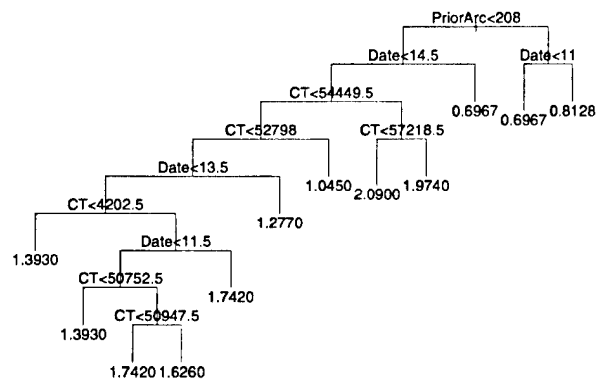 PriorArc<208
Date<14.5
Date<11
CT<54449.5
0.6967
0.6967
0.8128
CT<52798
CT<57218.5
Date<13.5
1.0450
2.0900
1.9740
CT<4202.5
1.2770
1.3930
Date<11.5
CT<50752.5
1.7420
1.3930
CT<50947.5
1.7420
1.6260